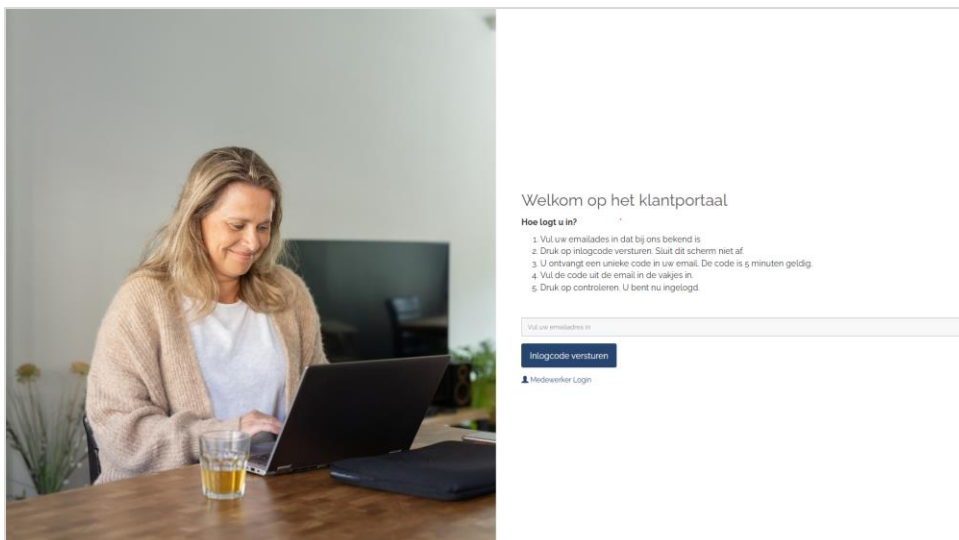 Welkom op het klantportaal
Hoe logt u in?
1. Vul uw emailades in dat bij ons bekend is
2. Druk op inlogcode versturen. Sluit dit scherm niet af.
3. U ontvangt een unieke code in uw email. De code is 5 minuten geldig.
4. Vul de code uit de email in de vakjes in.
5. Druk op controleren. U bent nu ingelogd.
Vul uw emailadres in
Inlogcode versturen
Medewerker Login